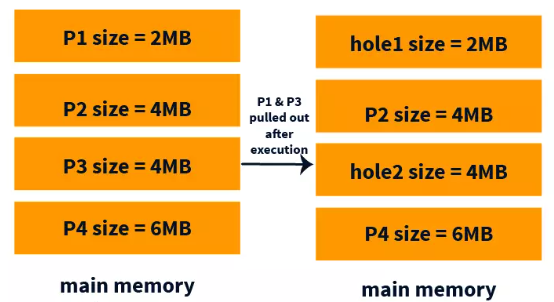 P1 size = 2MB
P2 size = 4MB
P3 size = 4MB
P4 size = 6MB
main memory
P1 & P3
pulled out
after
execution
hole1 size = 2MB
P2 size = 4MB
hole2 size = 4MB
P4 size = 6MB
main memory